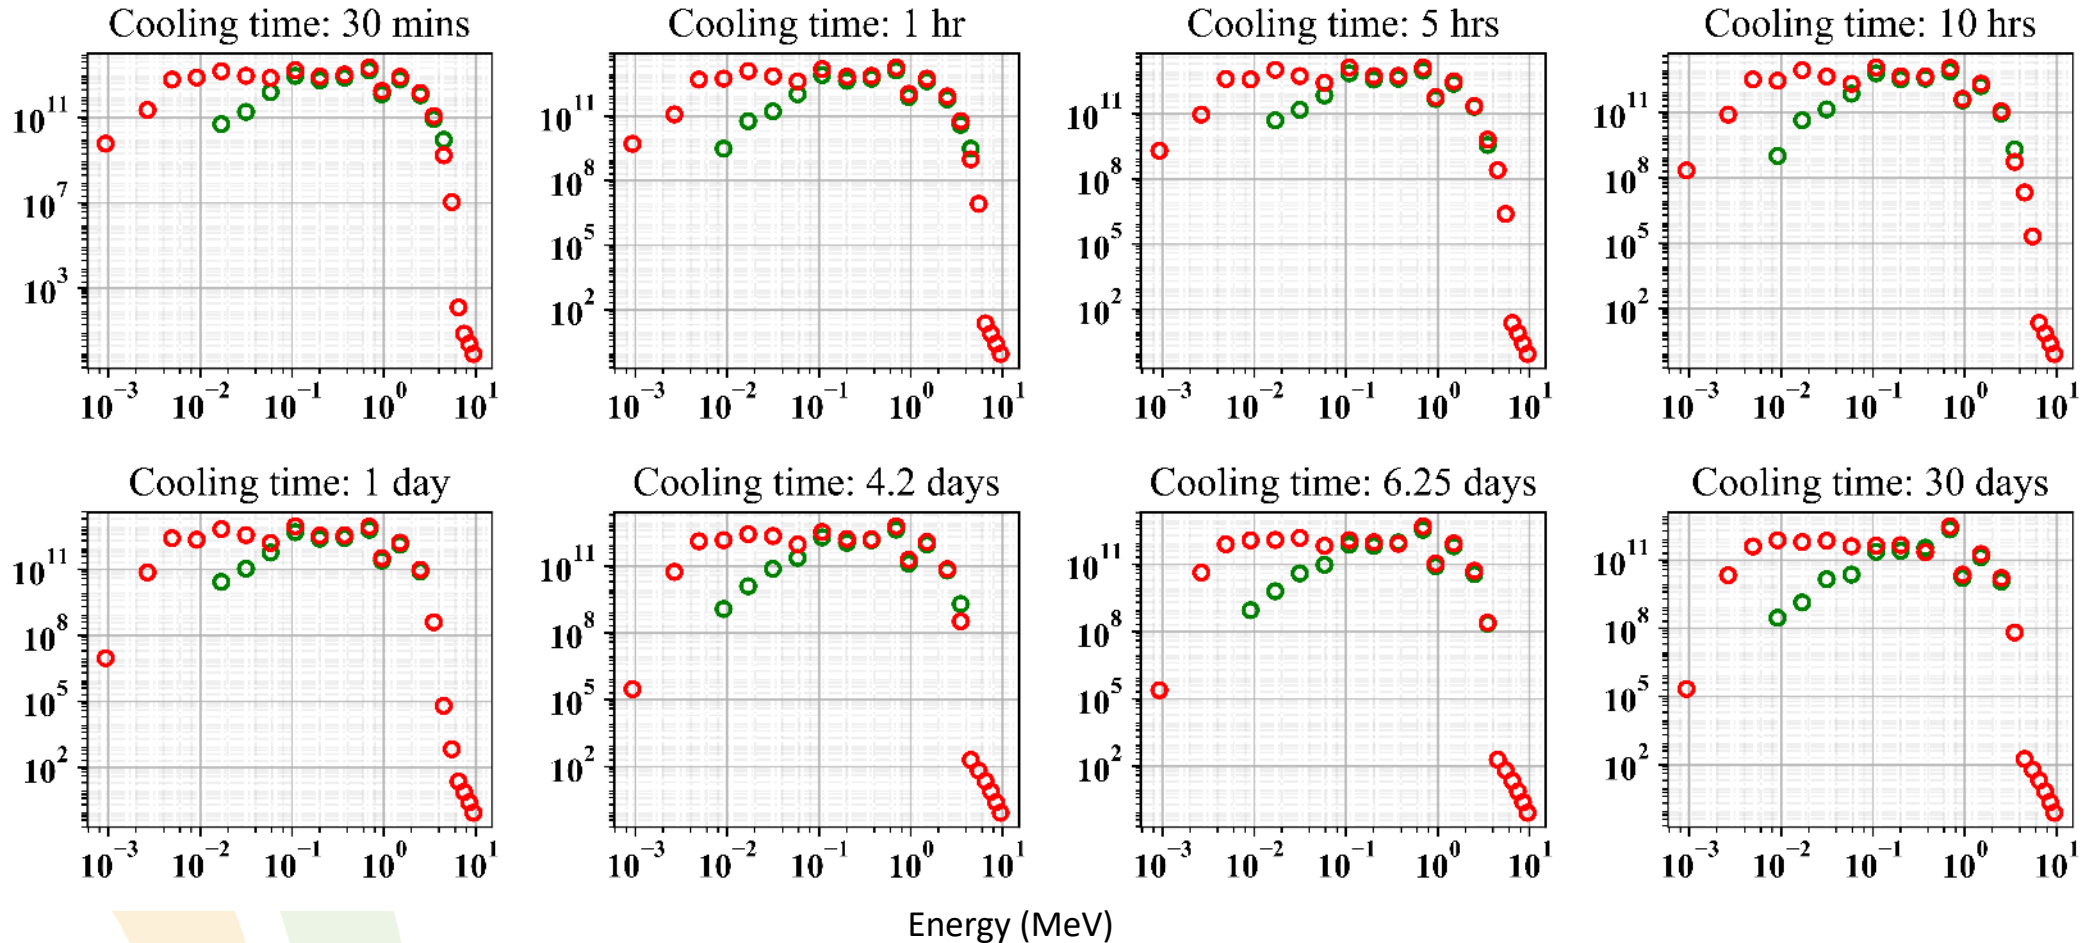 Cooling time: 30 mins
Cooling time: 1 hr
Cooling time: 5 hrs
Cooling time: 10 hrs
10^11
10^7
10^3
10^−3 10^−2 10^−1 10^0 10^1
10^11
10^8
10^5
10^2
10^−3 10^−2 10^−1 10^0 10^1
10^11
10^8
10^5
10^2
10^−3 10^−2 10^−1 10^0 10^1
10^11
10^8
10^5
10^2
10^−3 10^−2 10^−1 10^0 10^1
Cooling time: 1 day
Cooling time: 4.2 days
Cooling time: 6.25 days
Cooling time: 30 days
10^11
10^8
10^5
10^2
10^−3 10^−2 10^−1 10^0 10^1
10^11
10^8
10^5
10^2
10^−3 10^−2 10^−1 10^0 10^1
10^11
10^8
10^5
10^2
10^−3 10^−2 10^−1 10^0 10^1
10^11
10^8
10^5
10^2
10^−3 10^−2 10^−1 10^0 10^1
Energy (MeV)